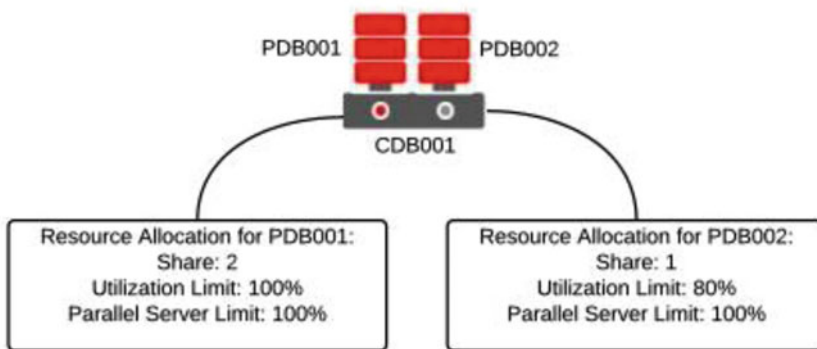 PDB001
PDB002
CDB001
Resource Allocation for PDB001:
Share: 2
Utilization Limit: 100%
Parallel Server Limit: 100%
Resource Allocation for PDB002:
Share: 1
Utilization Limit: 80%
Parallel Server Limit: 100%